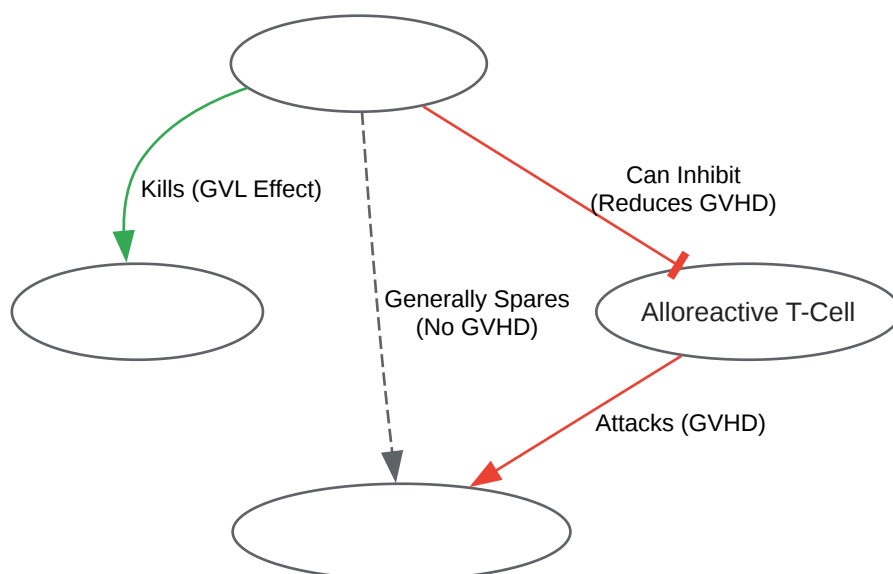 Kills (GVL Effect)
Can Inhibit
(Reduces GVHD)
Generally Spares
(No GVHD)
Alloreactive T-Cell
Attacks (GVHD)